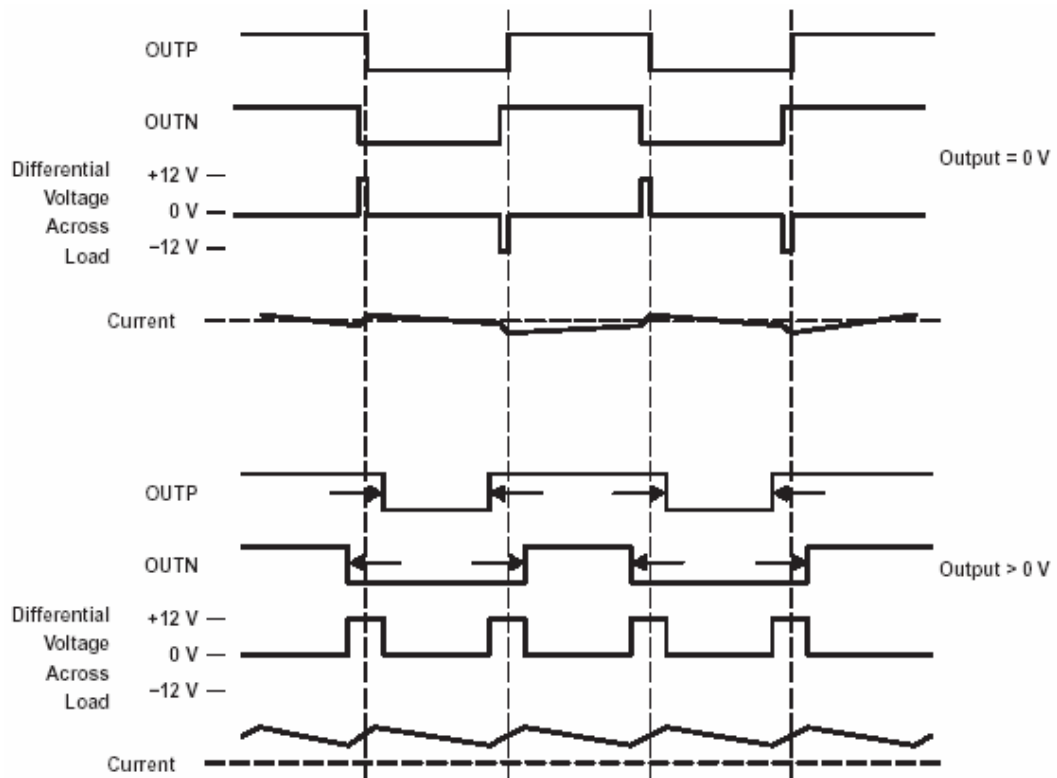 OUTP
OUTN
Output = 0 V
Differential
Voltage
Across
Load
+12 V
0 V
−12 V
Current
OUTP
OUTN
Output > 0 V
Differential
Voltage
Across
Load
+12 V
0 V
−12 V
Current